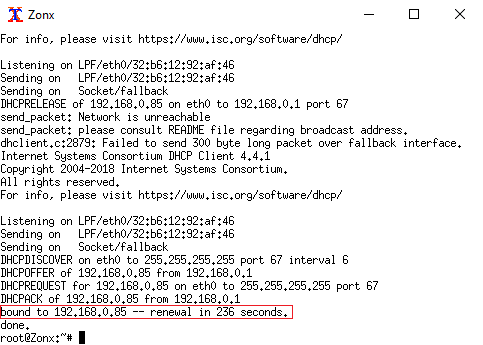 Zonx
For info, please visit https://www.isc.org/software/dhcp/
Listening on LPF/eth0/32:b6:12:92:af:46
Sending on   LPF/eth0/32:b6:12:92:af:46
Sending on   Socket/fallback
DHCPRELEASE of 192.168.0.85 on eth0 to 192.168.0.1 port 67
send_packet: Network is unreachable
send_packet: please consult README file regarding broadcast address.
dhclient.c:2879: Failed to send 300 byte long packet over fallback interface.
Internet Systems Consortium DHCP Client 4.4.1
Copyright 2004-2018 Internet Systems Consortium.
All rights reserved.
For info, please visit https://www.isc.org/software/dhcp/
Listening on LPF/eth0/32:b6:12:92:af:46
Sending on   LPF/eth0/32:b6:12:92:af:46
Sending on   Socket/fallback
DHCPDISCOVER on eth0 to 255.255.255.255 port 67 interval 6
DHCPOFFER of 192.168.0.85 from 192.168.0.1
DHCPREQUEST for 192.168.0.85 on eth0 to 255.255.255.255 port 67
DHCPACK of 192.168.0.85 from 192.168.0.1
bound to 192.168.0.85 -- renewal in 236 seconds.
done.
root@Zonx:~#